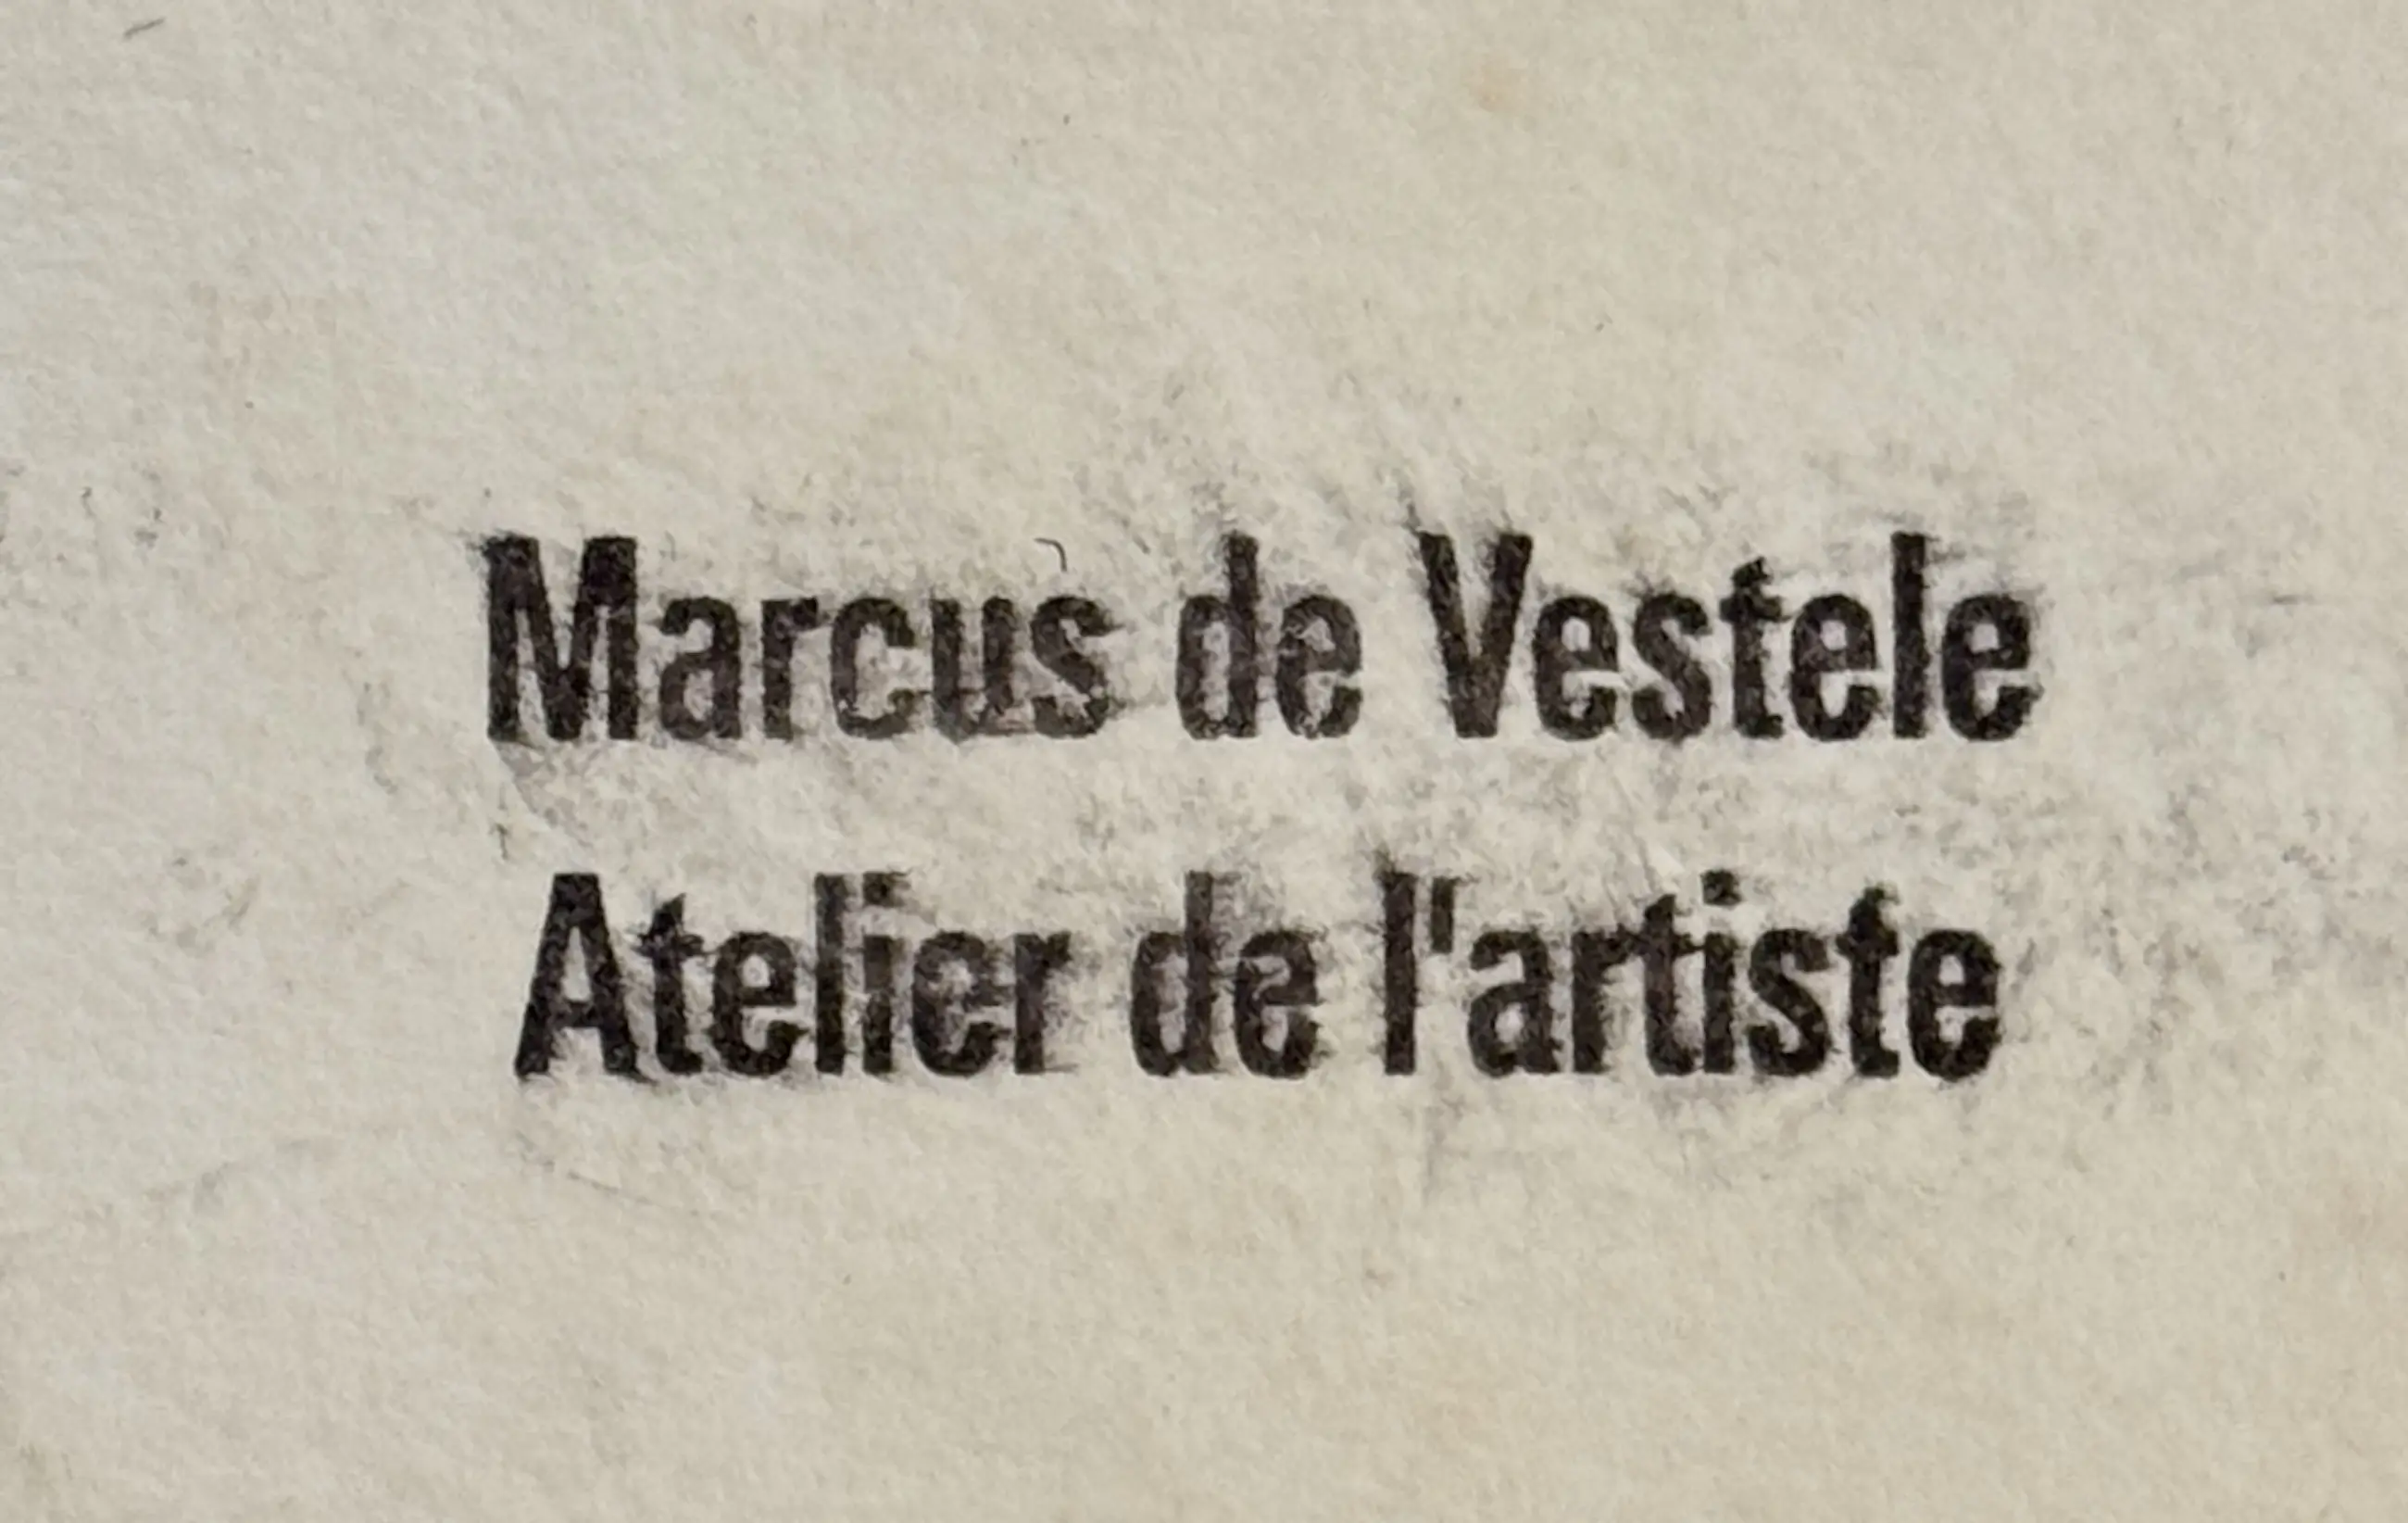 Marcus de Vestele
Atelier de l'artiste